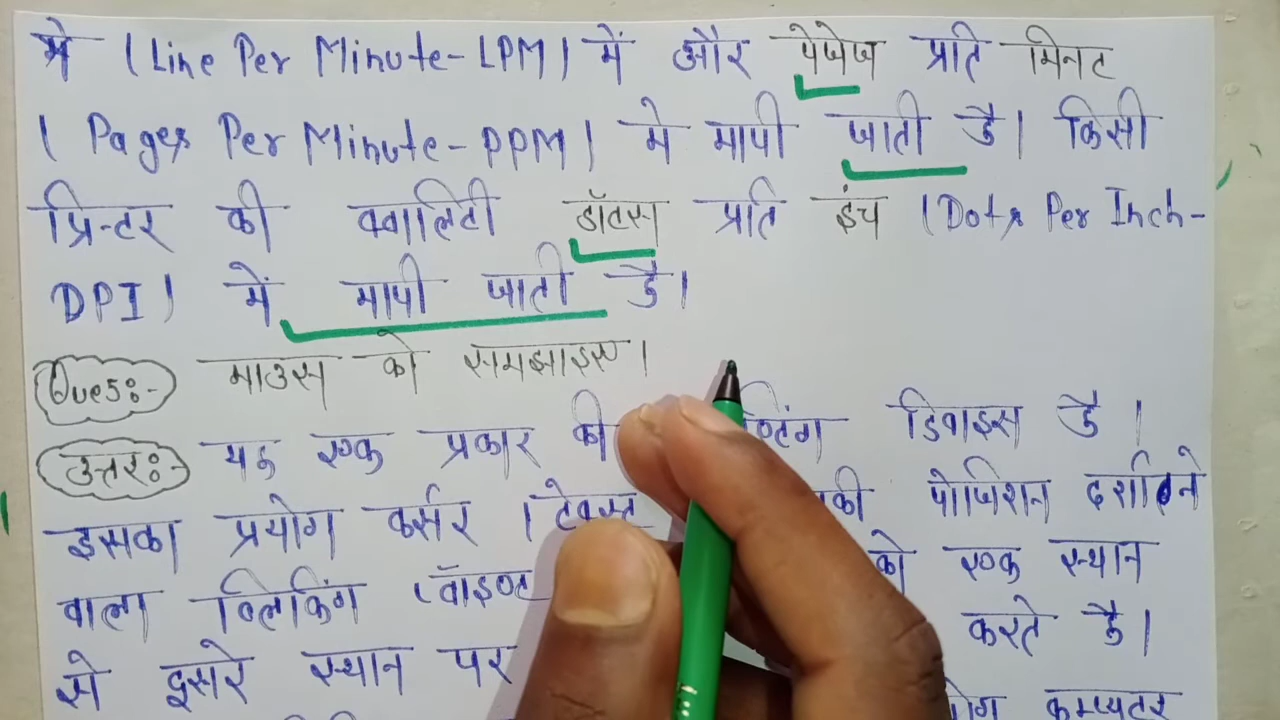 में (Line Per Minute-LPM) में और पेजेज प्रति मिनट
(Pages Per Minute-PPM) मे मापी जाती है। किसी
प्रिन्टर की क्वालिटी डॉटस प्रति इंच (Dots Per Inch-
DPI) में मापी जाती है।
Ques:- माउस को समझाइए।
उत्तर:- यह एक प्रकार की डिवाइस है।
इसका प्रयोग कर्सर (टेक्स्ट पोजिशन दर्शाने
वाला ब्लिंकिंग को एक स्थान
से दूसरे स्थान पर करते है।
कम्प्यूटर